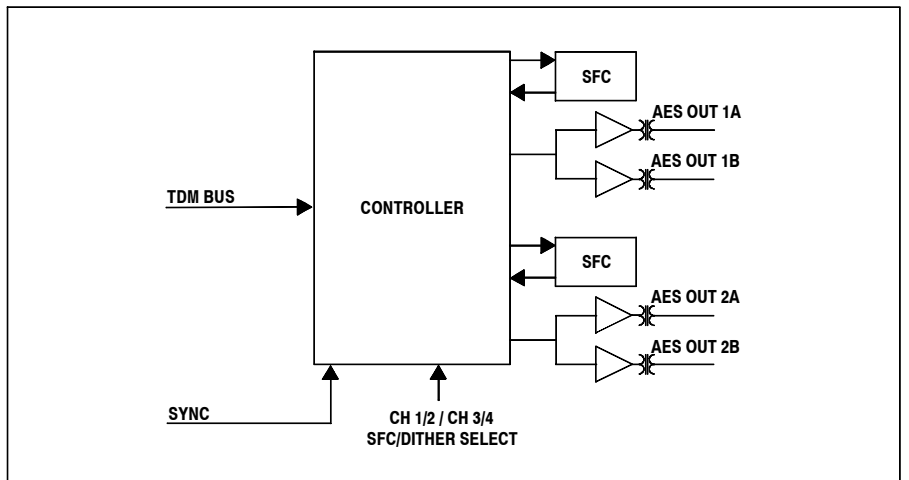 SFC
AES OUT 1A
AES OUT 1B
TDM BUS
CONTROLLER
SFC
AES OUT 2A
AES OUT 2B
SYNC
CH 1/2 / CH 3/4
SFC/DITHER SELECT